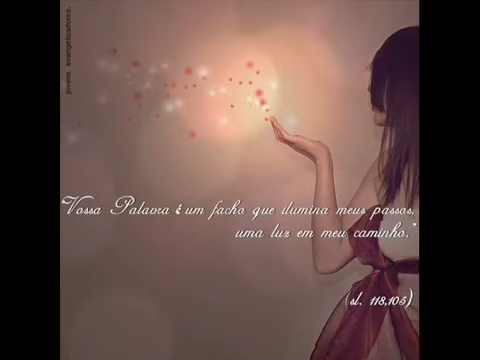 jovens evangelizadores.
"Vossa Palavra é um facho que ilumina meus passos,
uma luz em meu caminho."
(sl. 118,105)